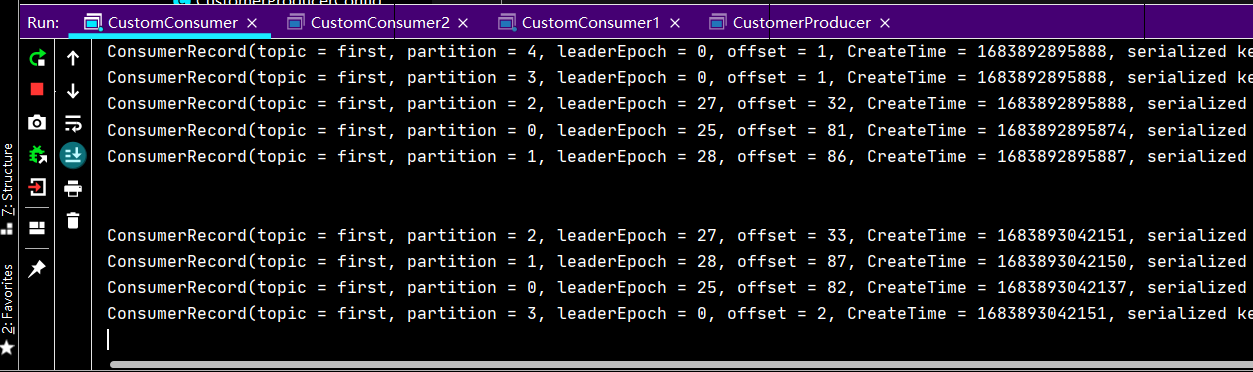 Run: CustomConsumer × CustomConsumer2 × CustomConsumer1 × CustomerProducer ×
ConsumerRecord(topic = first, partition = 4, leaderEpoch = 0, offset = 1, CreateTime = 1683892895888, serialized ke
ConsumerRecord(topic = first, partition = 3, leaderEpoch = 0, offset = 1, CreateTime = 1683892895888, serialized ke
ConsumerRecord(topic = first, partition = 2, leaderEpoch = 27, offset = 32, CreateTime = 1683892895888, serialized
ConsumerRecord(topic = first, partition = 0, leaderEpoch = 25, offset = 81, CreateTime = 1683892895874, serialized
ConsumerRecord(topic = first, partition = 1, leaderEpoch = 28, offset = 86, CreateTime = 1683892895887, serialized
ConsumerRecord(topic = first, partition = 2, leaderEpoch = 27, offset = 33, CreateTime = 1683893042151, serialized
ConsumerRecord(topic = first, partition = 1, leaderEpoch = 28, offset = 87, CreateTime = 1683893042150, serialized
ConsumerRecord(topic = first, partition = 0, leaderEpoch = 25, offset = 82, CreateTime = 1683893042137, serialized
ConsumerRecord(topic = first, partition = 3, leaderEpoch = 0, offset = 2, CreateTime = 1683893042151, serialized ke
7: Structure
2: Favorites